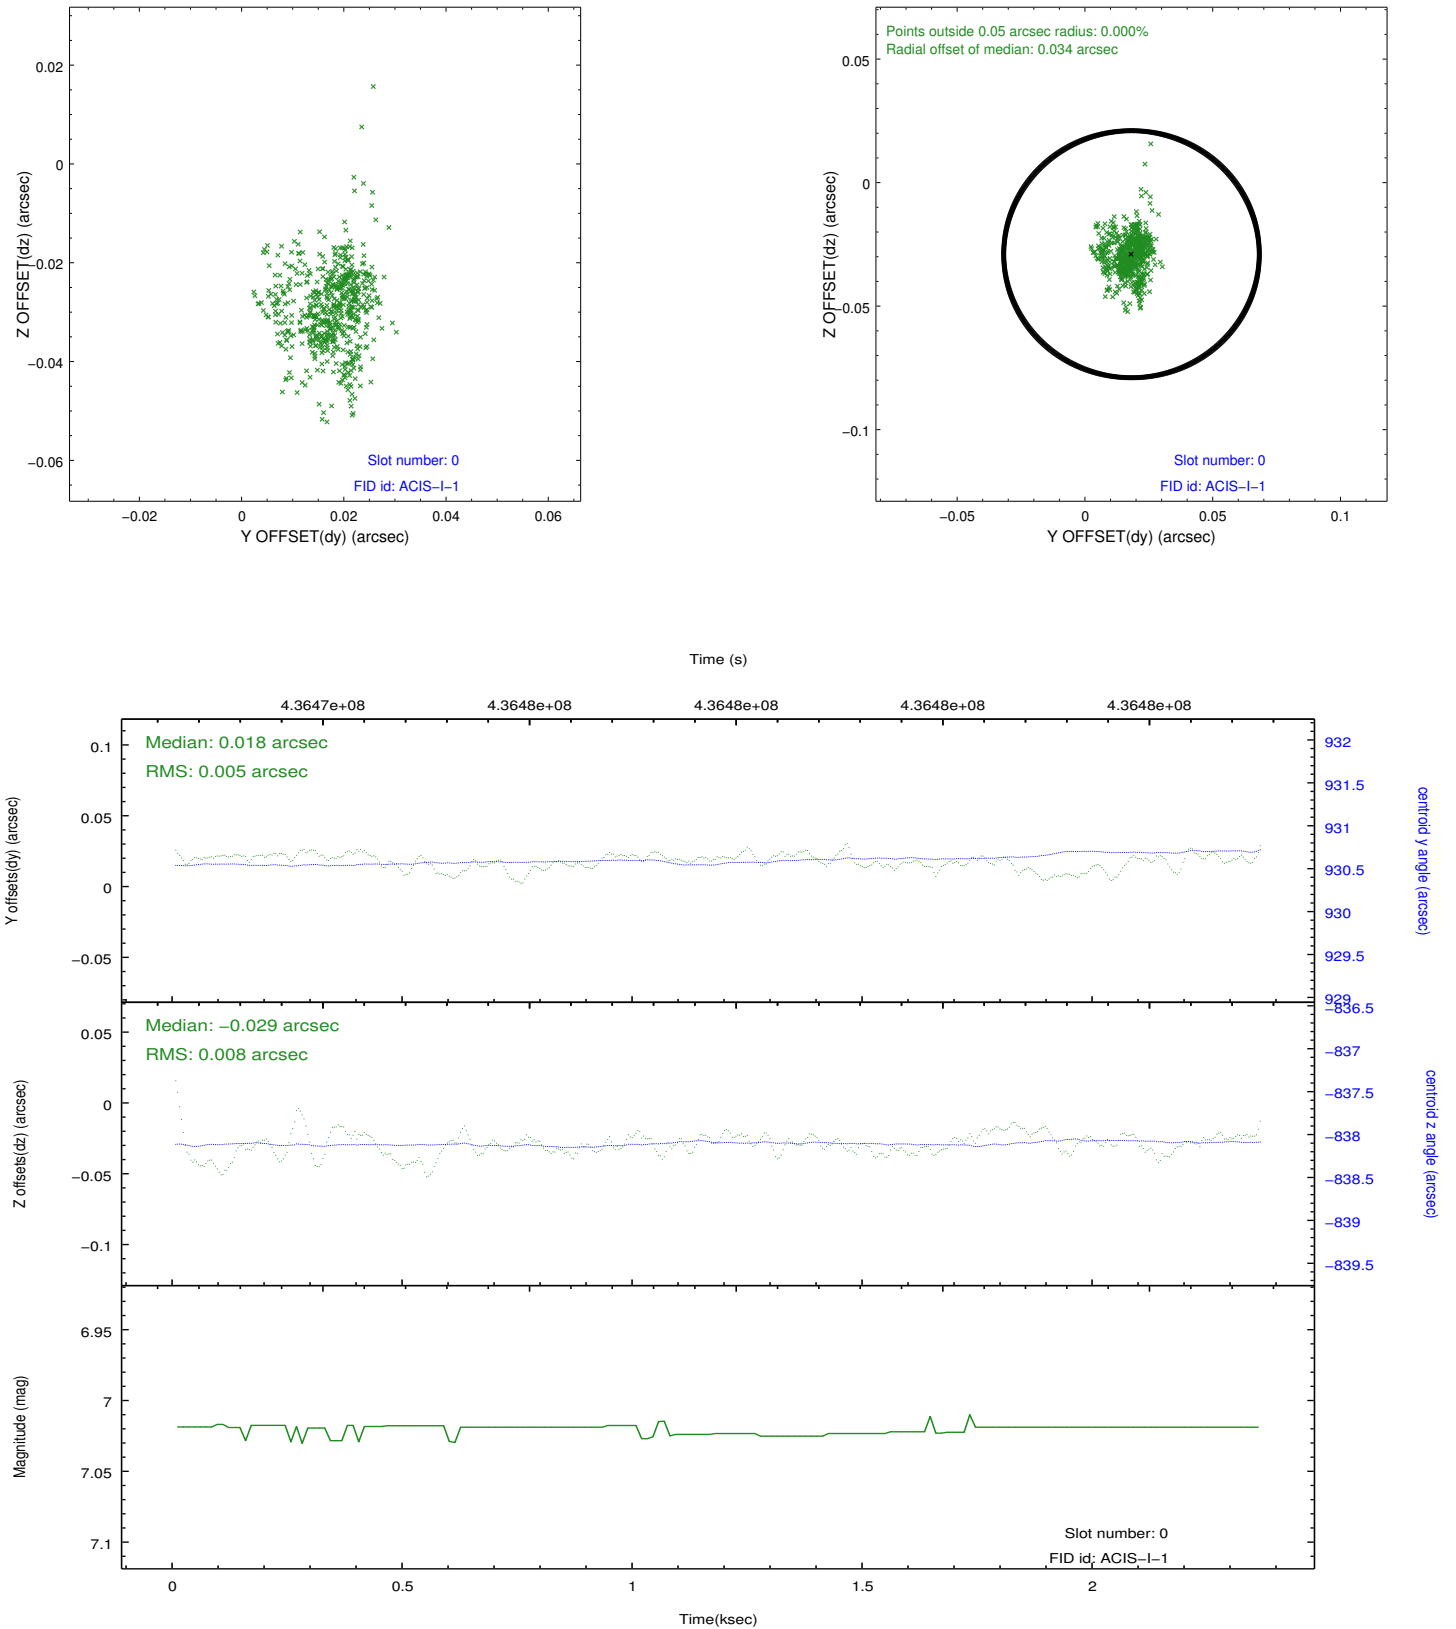 0.02
0
−0.02
−0.04
−0.06
Z OFFSET(dz) (arcsec)
Slot number: 0
FID id: ACIS−I−1
−0.02
0
0.02
0.04
0.06
Y OFFSET(dy) (arcsec)
Points outside 0.05 arcsec radius: 0.000%
Radial offset of median: 0.034 arcsec
0.05
0
−0.05
−0.1
Z OFFSET(dz) (arcsec)
Slot number: 0
FID id: ACIS−I−1
−0.05
0
0.05
0.1
Y OFFSET(dy) (arcsec)
Time (s)
4.3647e+08
4.3648e+08
4.3648e+08
4.3648e+08
4.3648e+08
Median: 0.018 arcsec
RMS: 0.005 arcsec
0.1
0.05
0
−0.05
Y offsets(dy) (arcsec)
932
931.5
931
930.5
930
929.5
929
centroid y angle (arcsec)
Median: −0.029 arcsec
RMS: 0.008 arcsec
0.05
0
−0.05
−0.1
Z offsets(dz) (arcsec)
−836.5
−837
−837.5
−838
−838.5
−839
−839.5
centroid z angle (arcsec)
6.95
7
7.05
7.1
Magnitude (mag)
Slot number: 0
FID id: ACIS−I−1
0
0.5
1
1.5
2
Time(ksec)